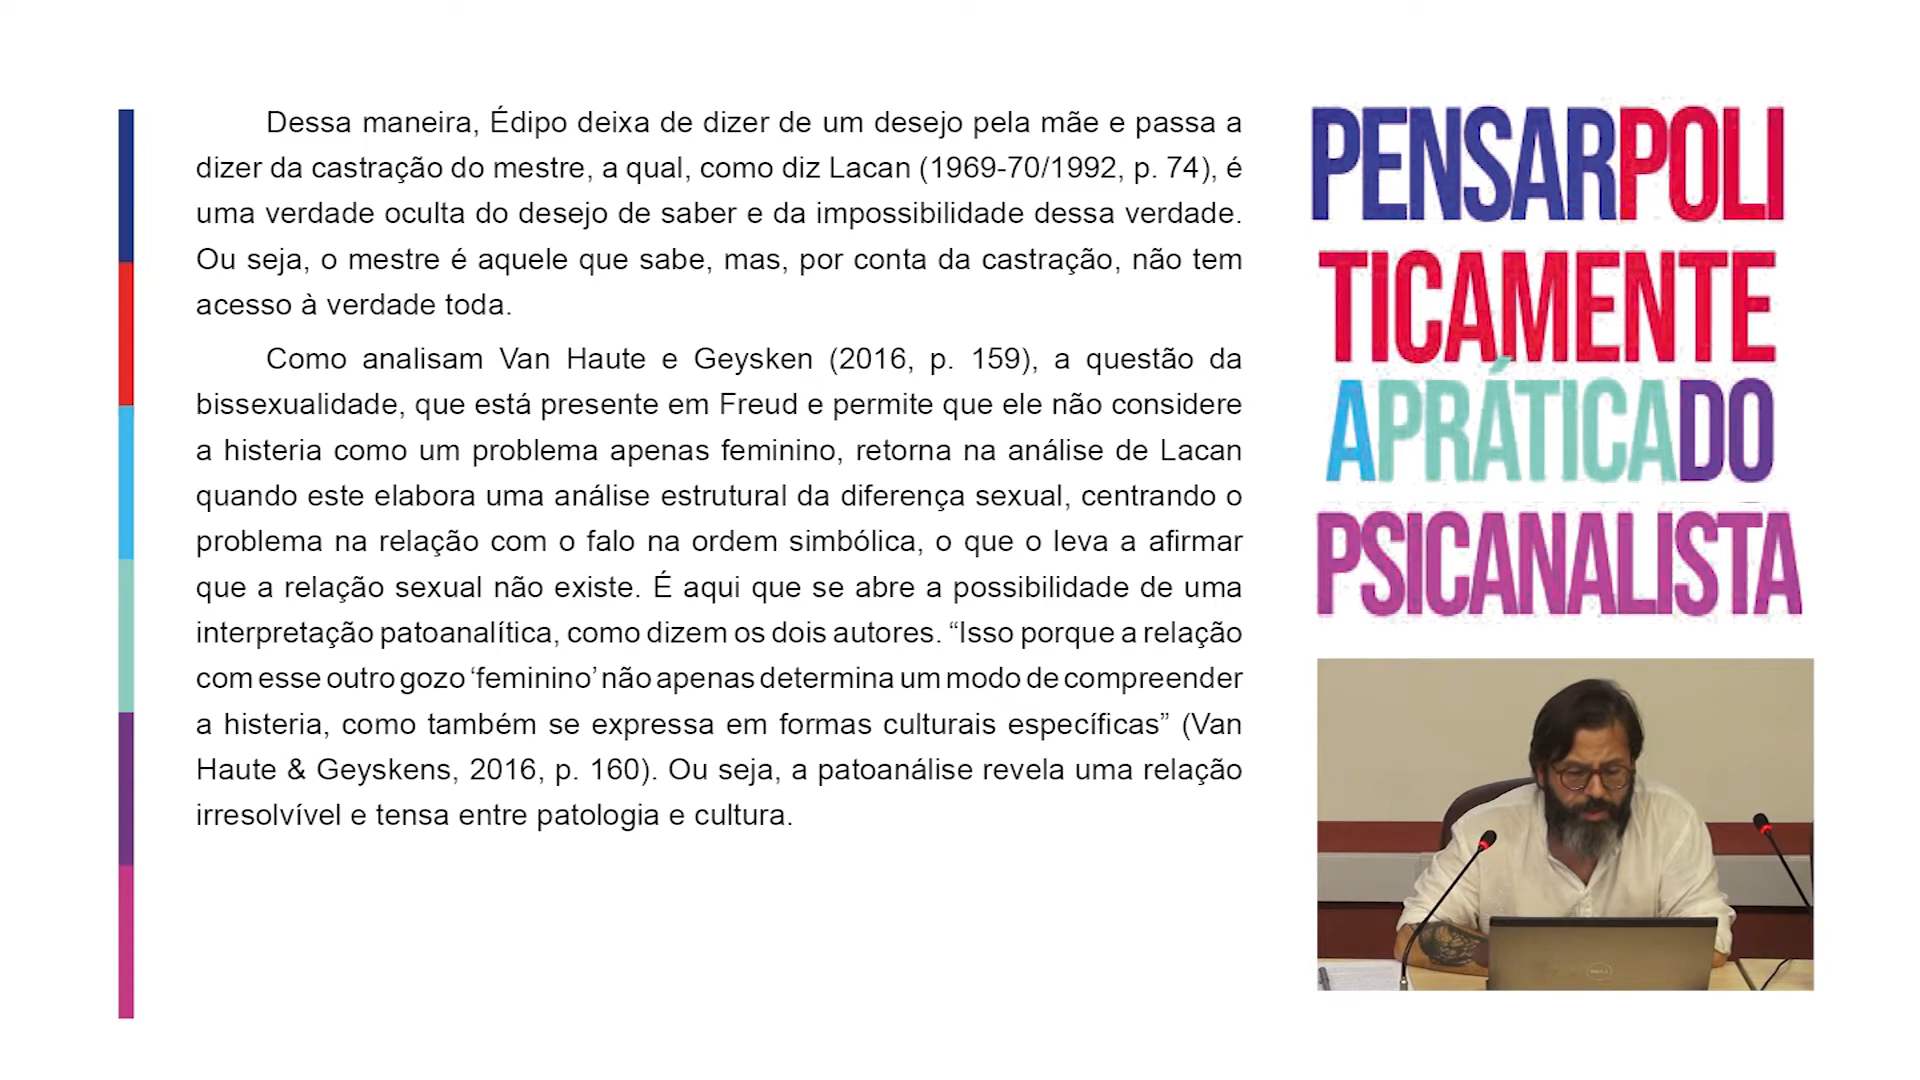 Dessa maneira, Édipo deixa de dizer de um desejo pela mãe e passa a
dizer da castração do mestre, a qual, como diz Lacan (1969-70/1992, p. 74), é
uma verdade oculta do desejo de saber e da impossibilidade dessa verdade.
Ou seja, o mestre é aquele que sabe, mas, por conta da castração, não tem
acesso à verdade toda.
Como analisam Van Haute e Geysken (2016, p. 159), a questão da
bissexualidade, que está presente em Freud e permite que ele não considere
a histeria como um problema apenas feminino, retorna na análise de Lacan
quando este elabora uma análise estrutural da diferença sexual, centrando o
problema na relação com o falo na ordem simbólica, o que o leva a afirmar
que a relação sexual não existe. É aqui que se abre a possibilidade de uma
interpretação patoanalítica, como dizem os dois autores. “Isso porque a relação
com esse outro gozo ‘feminino’ não apenas determina um modo de compreender
a histeria, como também se expressa em formas culturais específicas” (Van
Haute & Geyskens, 2016, p. 160). Ou seja, a patoanálise revela uma relação
irresolvível e tensa entre patologia e cultura.
PENSARPOLI
TICAMENTE
APRÁTICADO
PSICANALISTA